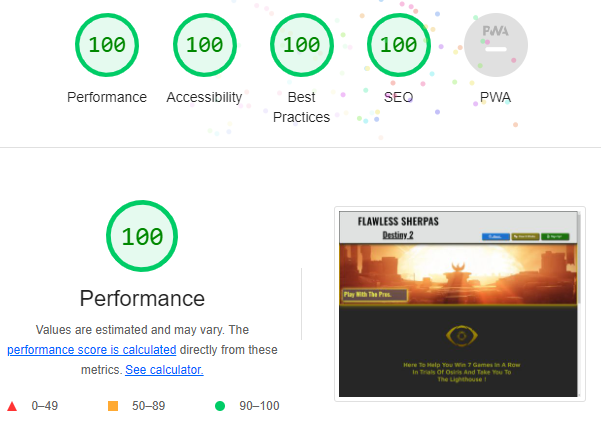 100 100 100 100 PWA
Performance Accessibility Best Practices SEO PWA
100
FLAWLESS SHERPAS
Destiny 2
Play With The Pros.
Performance
Values are estimated and may vary. The
performance score is calculated directly from these
metrics. See calculator.
Here To Help You Win 7 Games In A Row
In Trials Of Osiris And Take You To
The Lighthouse !
0–49 50–89 90–100